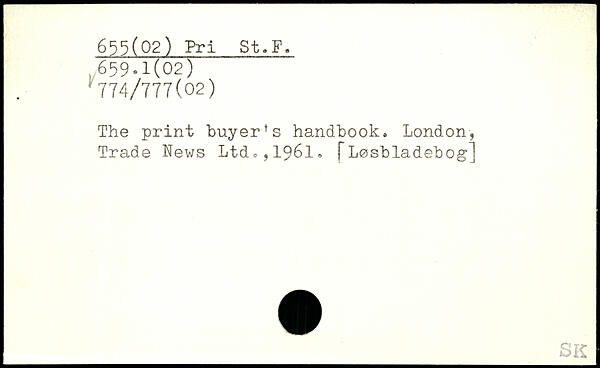 655(02) Pri St.F.
659.1(02)
774/777(02)
The print buyer's handbook. London,
Trade News Ltd.,1961. [Løsbladebog]
SK